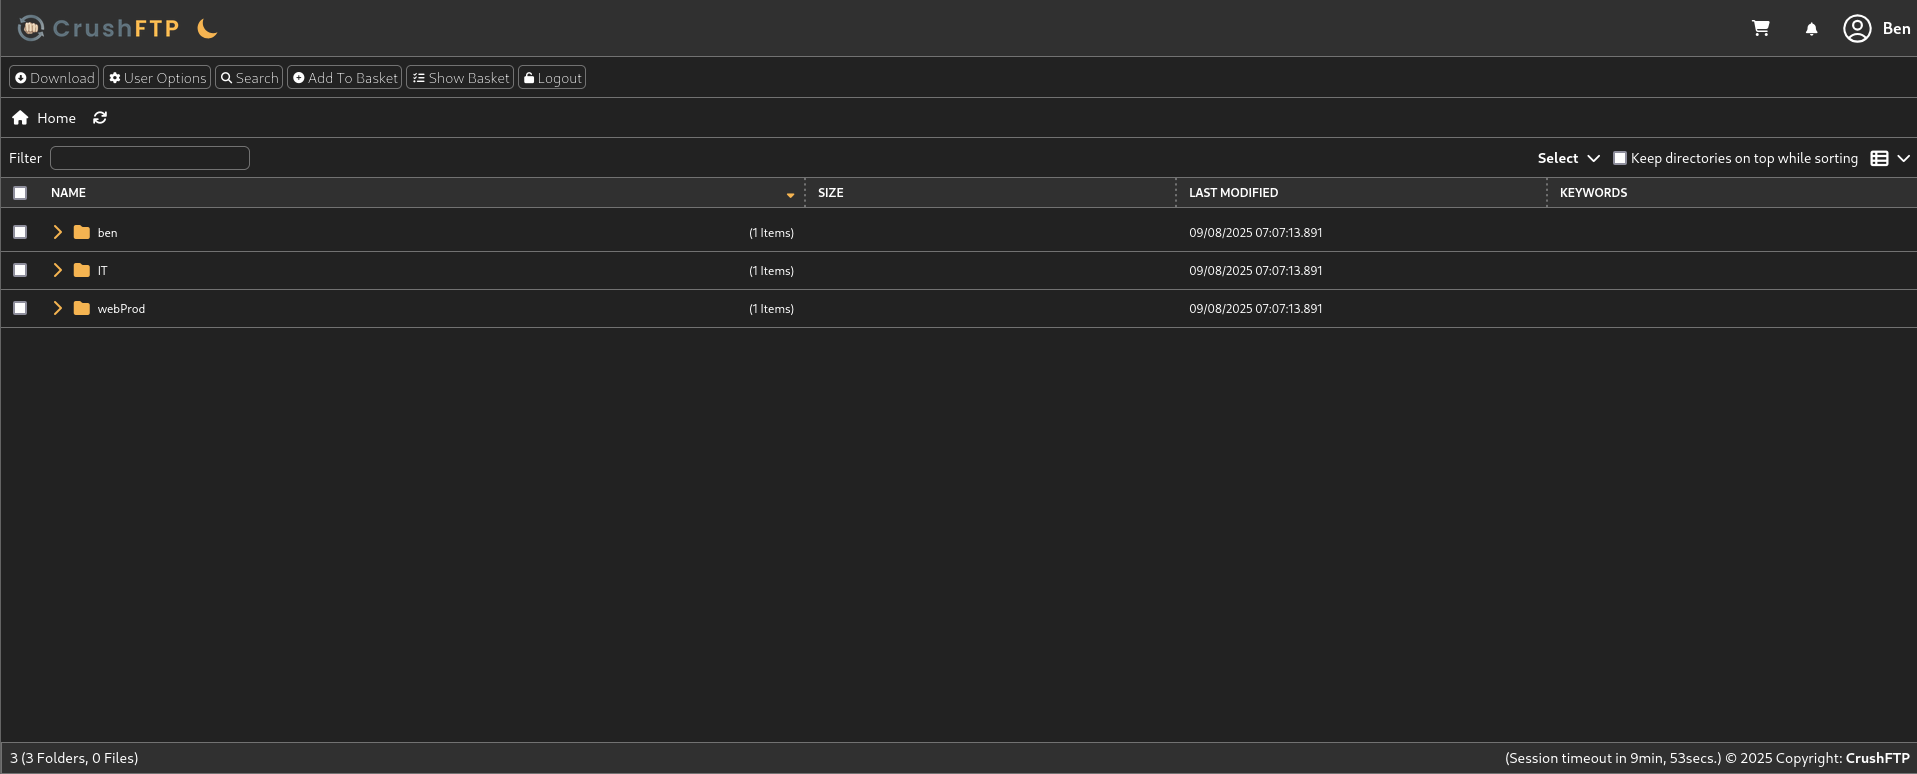 CrushFTP Ben
Download User Options Search Add To Basket Show Basket Logout
Home
Filter Select Keep directories on top while sorting
NAME SIZE LAST MODIFIED KEYWORDS
ben (1 Items) 09/08/2025 07:07:13.891
IT (1 Items) 09/08/2025 07:07:13.891
webProd (1 Items) 09/08/2025 07:07:13.891
3 (3 Folders, 0 Files) (Session timeout in 9min, 53secs.) © 2025 Copyright: CrushFTP